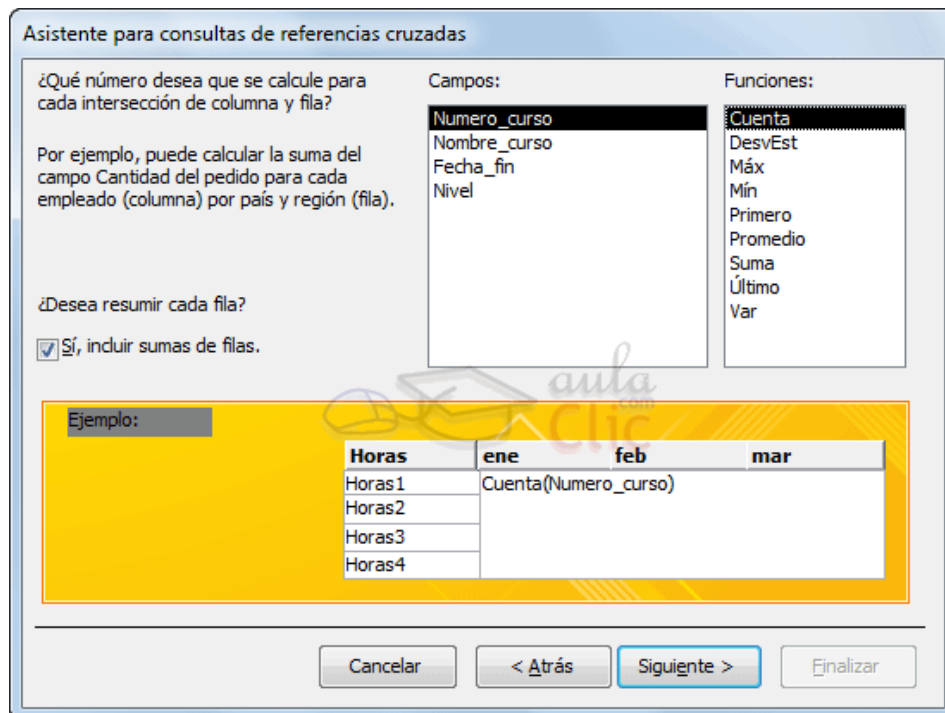 Asistente para consultas de referencias cruzadas
¿Qué número desea que se calcule para
cada intersección de columna y fila?
Por ejemplo, puede calcular la suma del
campo Cantidad del pedido para cada
empleado (columna) por país y región (fila).
¿Desea resumir cada fila?
Sí, incluir sumas de filas.
Campos:
Numero_curso
Nombre_curso
Fecha_fin
Nivel
Funciones:
Cuenta
DesvEst
Máx
Mín
Primero
Promedio
Suma
Último
Var
aula
.com
Clic
Ejemplo:
Horas ene feb mar
Horas1 Cuenta(Numero_curso)
Horas2
Horas3
Horas4
Cancelar < Atrás Siguiente > Finalizar